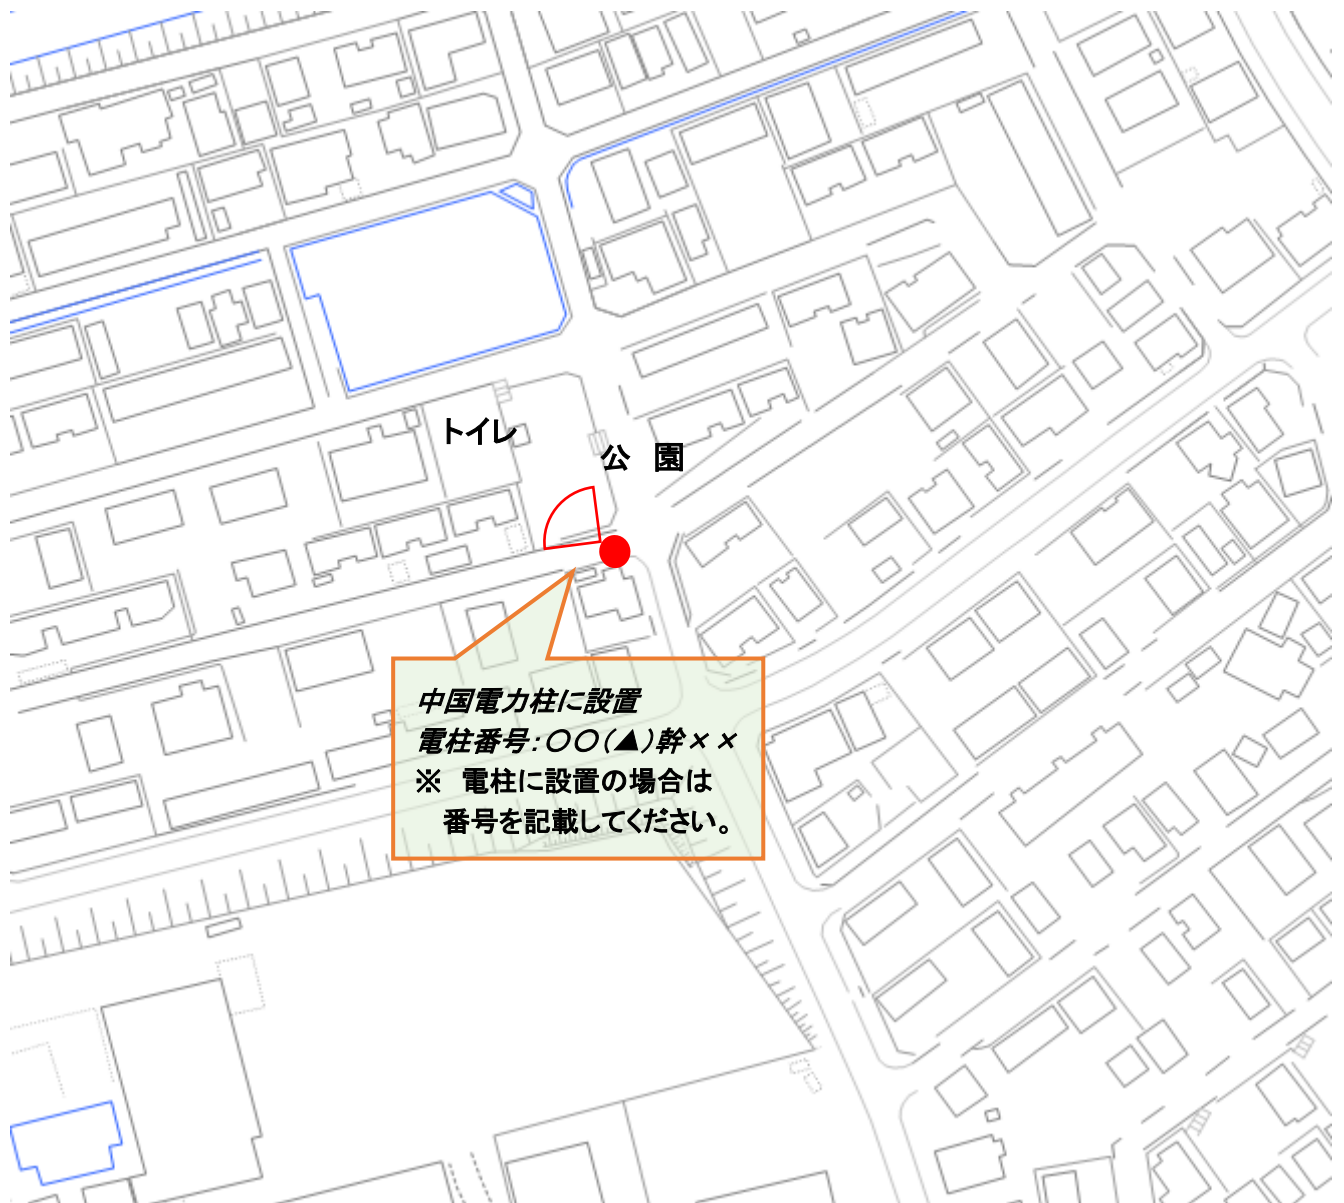 トイレ
公　園
中国電力柱に設置
電柱番号：〇〇（▲）幹××
※　電柱に設置の場合は
番号を記載してください。